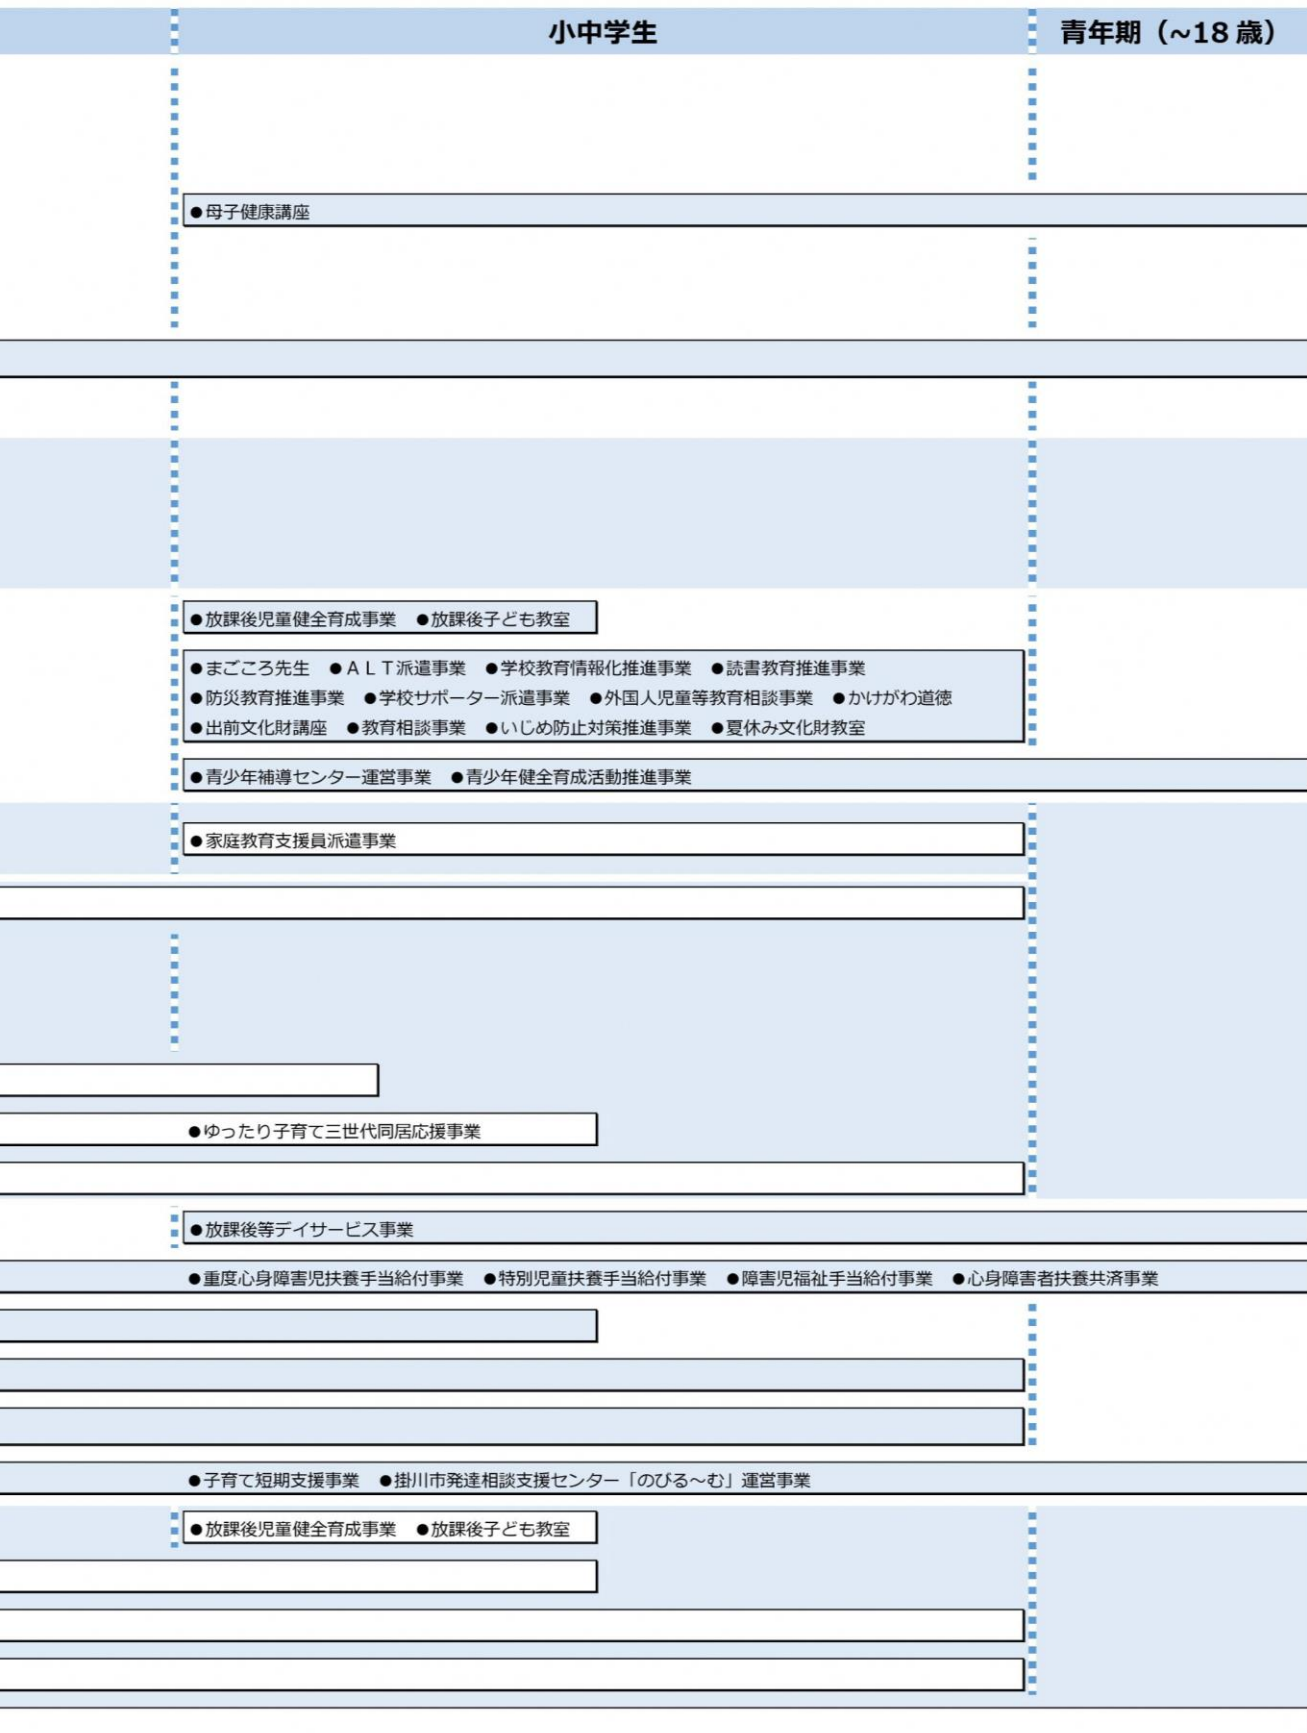 小中学生
青年期（~18 歳）
●母子健康講座
●放課後児童健全育成事業　●放課後子ども教室
●まごころ先生　●ＡＬＴ派遣事業　●学校教育情報化推進事業　●読書教育推進事業
●防災教育推進事業　●学校サポーター派遣事業　●外国人児童等教育相談事業　●かけがわ道徳
●出前文化財講座　●教育相談事業　●いじめ防止対策推進事業　●夏休み文化財教室
●青少年補導センター運営事業　●青少年健全育成活動推進事業
●家庭教育支援員派遣事業
●ゆったり子育て三世代同居応援事業
●放課後等デイサービス事業
●重度心身障害児扶養手当給付事業　●特別児童扶養手当給付事業　●障害児福祉手当給付事業　●心身障害者扶養共済事業
●子育て短期支援事業　●掛川市発達相談支援センター「のびる～む」運営事業
●放課後児童健全育成事業　●放課後子ども教室